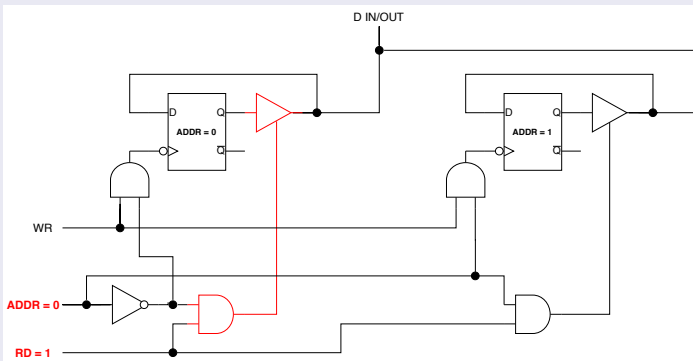 D IN/OUT
D Q
ADDR = 0
Q
D Q
ADDR = 1
Q
WR
ADDR = 0
RD = 1